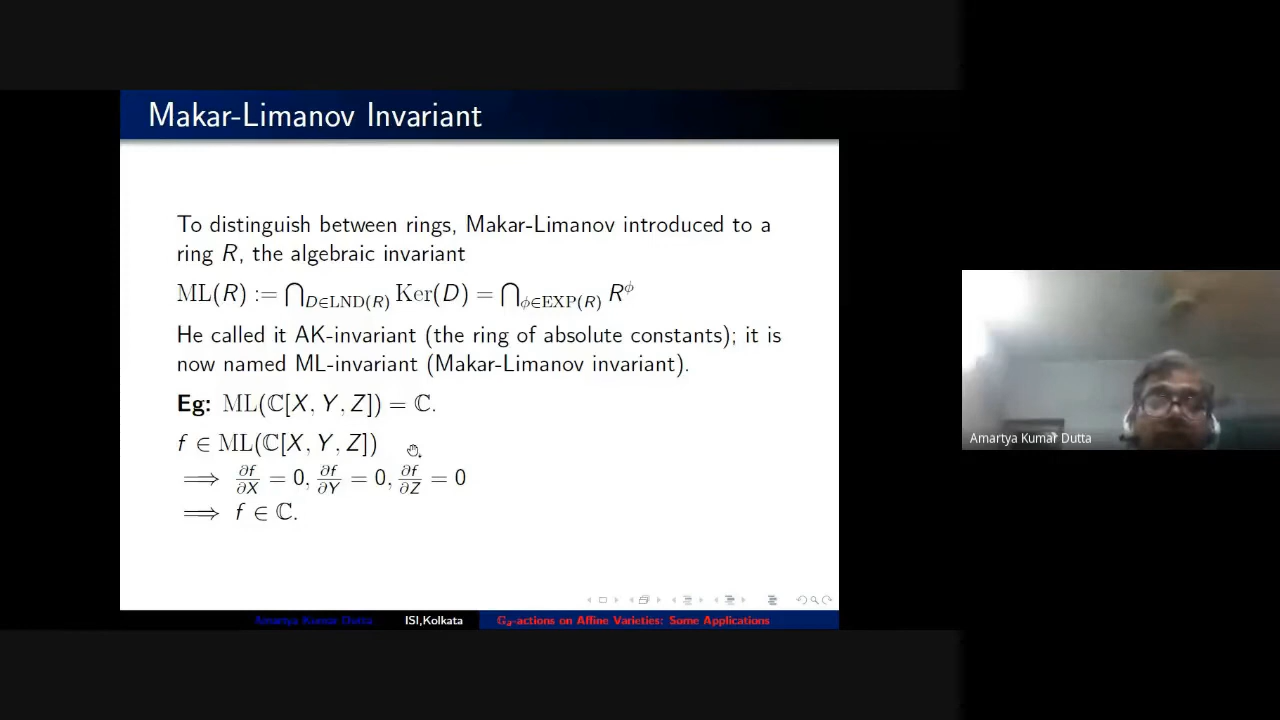 Makar-Limanov Invariant
To distinguish between rings, Makar-Limanov introduced to a
ring R, the algebraic invariant
ML(R) := ⋂_{D∈LND(R)} Ker(D) = ⋂_{ϕ∈EXP(R)} R^ϕ
He called it AK-invariant (the ring of absolute constants); it is
now named ML-invariant (Makar-Limanov invariant).
Eg: ML(ℂ[X, Y, Z]) = ℂ.
f ∈ ML(ℂ[X, Y, Z])
⟹ ∂f/∂X = 0, ∂f/∂Y = 0, ∂f/∂Z = 0
⟹ f ∈ ℂ.
Amartya Kumar Dutta
ISI,Kolkata
𝔾ₐ-actions on Affine Varieties: Some Applications
Amartya Kumar Dutta